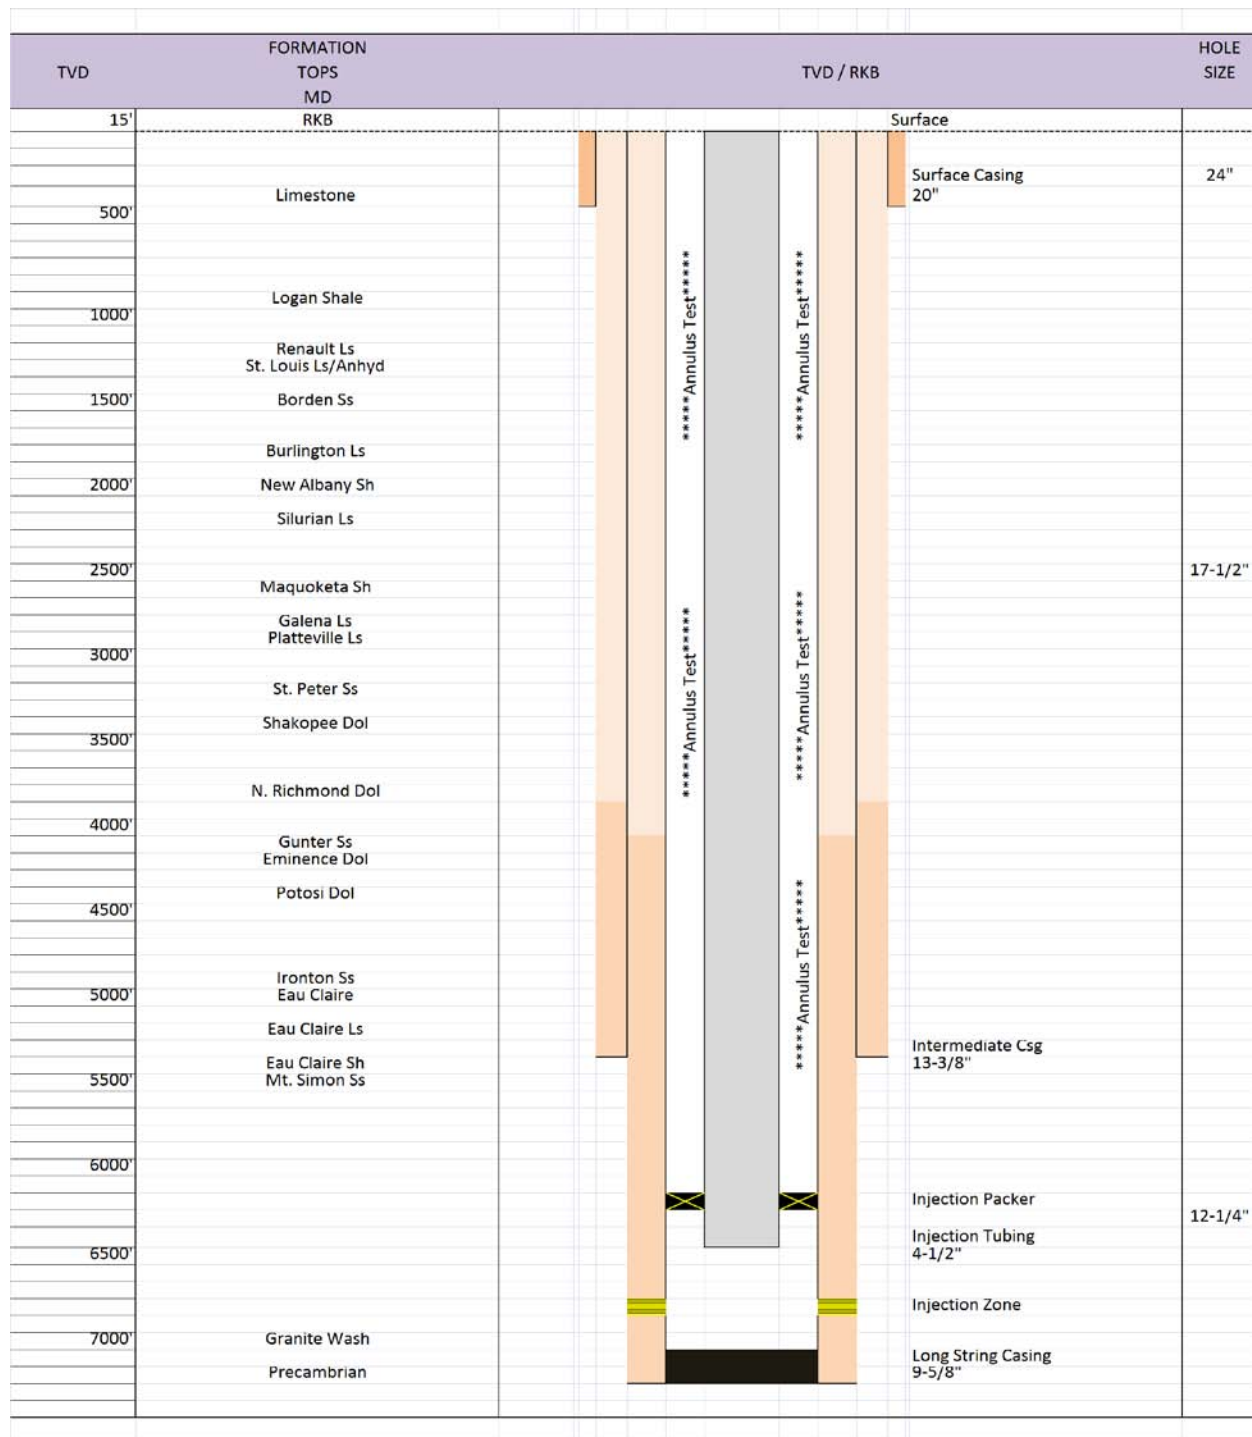 FORMATION HOLE
TVD TOPS TVD / RKB SIZE
MD
15' RKB Surface
Surface Casing 24"
Limestone 20"
500'
*****Annulus Test***** *****Annulus Test*****
Logan Shale
1000'
Renault Ls
St. Louis Ls/Anhyd
1500' Borden Ss
Burlington Ls
2000' New Albany Sh
Silurian Ls
2500' 17-1/2"
Maquoketa Sh
*****Annulus Test***** *****Annulus Test*****
Galena Ls
Platteville Ls
3000'
St. Peter Ss
Shakopee Dol
3500'
N. Richmond Dol
4000'
Gunter Ss
Eminence Dol
Potosi Dol
4500'
*****Annulus Test*****
Ironton Ss
5000' Eau Claire
Eau Claire Ls
Intermediate Csg
Eau Claire Sh 13-3/8"
5500' Mt. Simon Ss
6000'
Injection Packer
12-1/4"
Injection Tubing
6500' 4-1/2"
Injection Zone
7000' Granite Wash
Long String Casing
Precambrian 9-5/8"